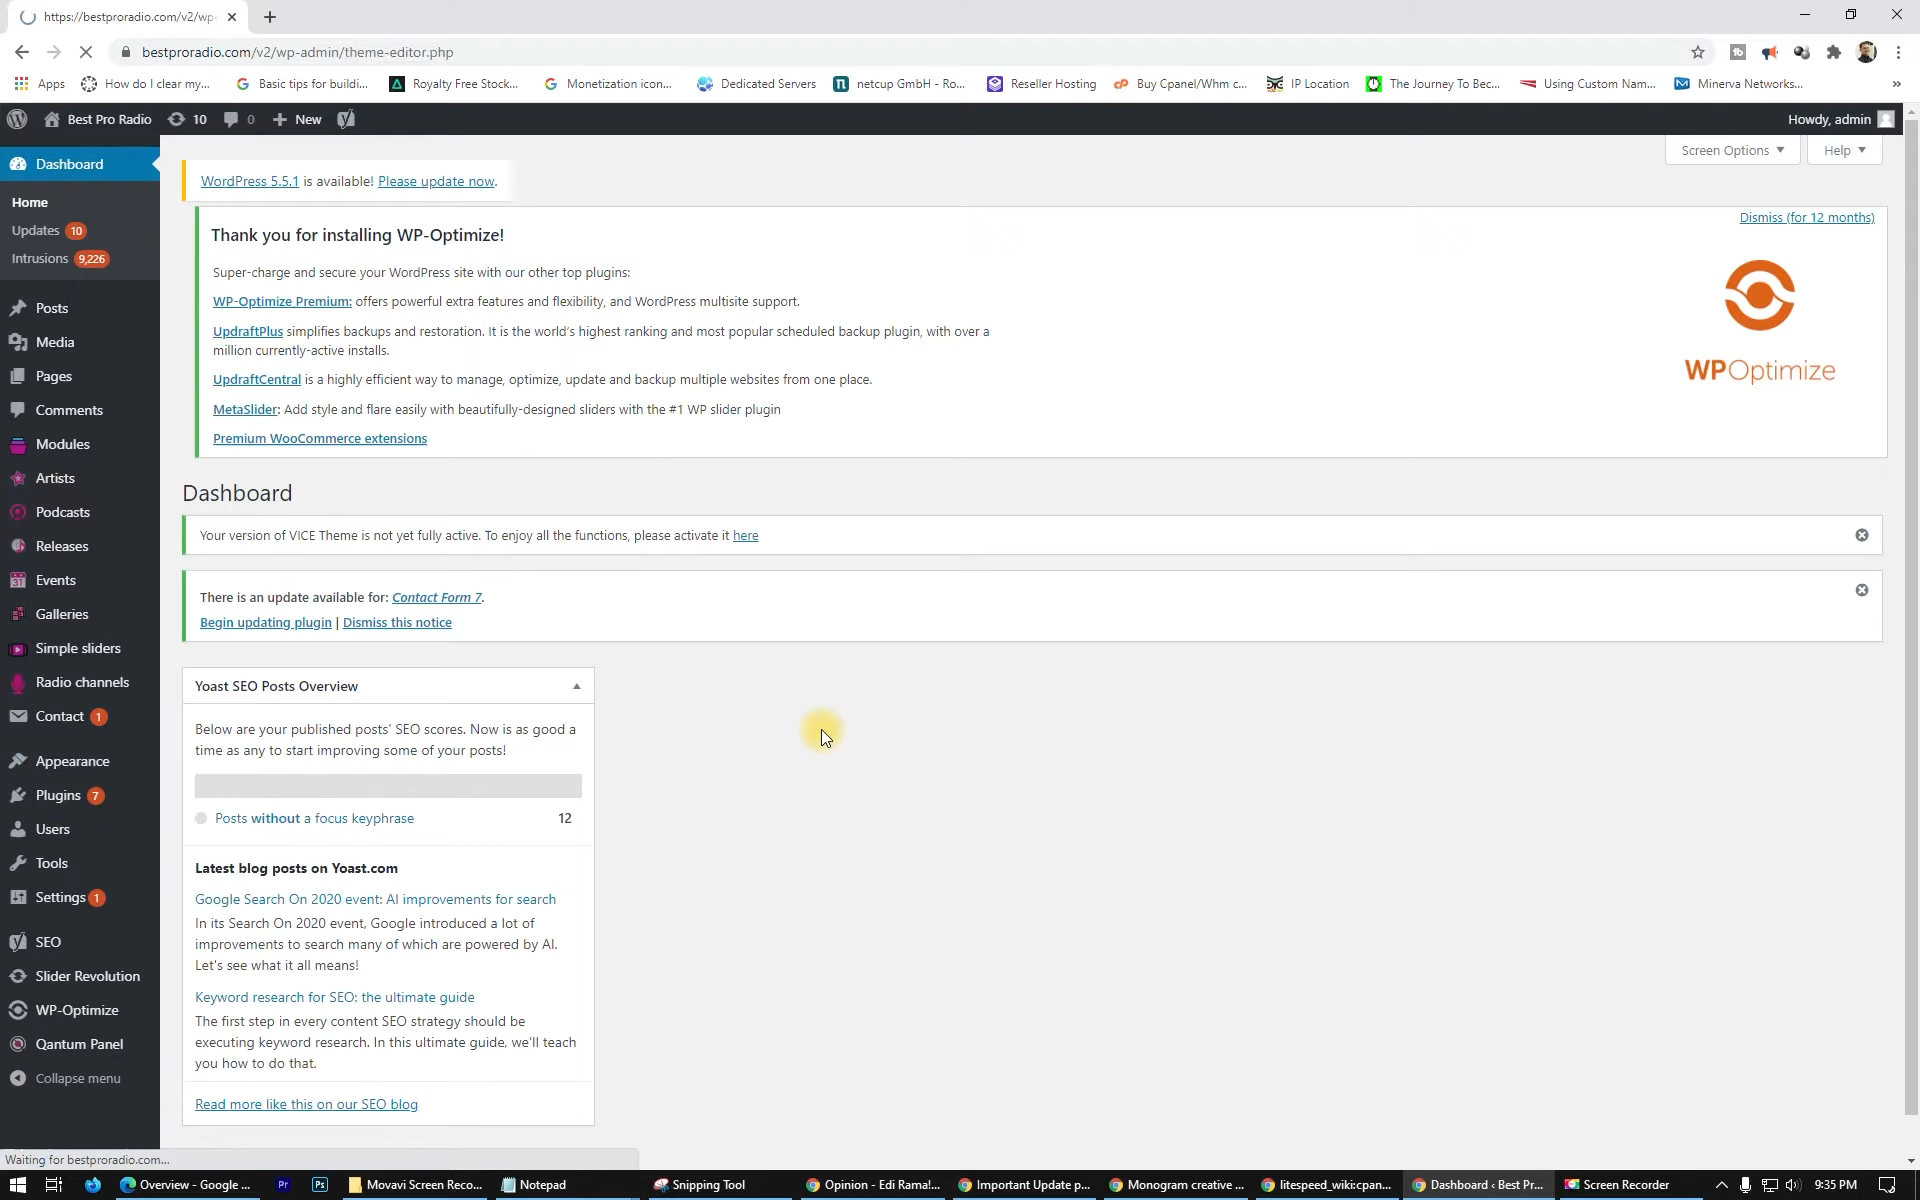 https://bestproradio.com/v2/wp-
bestproradio.com/v2/wp-admin/theme-editor.php
Apps
How do I clear my...
Basic tips for buildi...
Royalty Free Stock...
Monetization icon...
Dedicated Servers
netcup GmbH - Ro...
Reseller Hosting
cP Buy Cpanel/Whm c...
IP Location
The Journey To Bec...
Using Custom Nam...
Minerva Networks...
»
Best Pro Radio
10
0
New
Howdy, admin
Dashboard
Home
Updates 10
Intrusions 9,226
Posts
Media
Pages
Comments
Modules
Artists
Podcasts
Releases
Events
Galleries
Simple sliders
Radio channels
Contact 1
Appearance
Plugins 7
Users
Tools
Settings 1
SEO
Slider Revolution
WP-Optimize
Qantum Panel
Collapse menu
Screen Options ▼
Help ▼
WordPress 5.5.1 is available! Please update now.
Dismiss (for 12 months)
Thank you for installing WP-Optimize!
Super-charge and secure your WordPress site with our other top plugins:
WP-Optimize Premium: offers powerful extra features and flexibility, and WordPress multisite support.
UpdraftPlus simplifies backups and restoration. It is the world's highest ranking and most popular scheduled backup plugin, with over a
million currently-active installs.
UpdraftCentral is a highly efficient way to manage, optimize, update and backup multiple websites from one place.
MetaSlider: Add style and flare easily with beautifully-designed sliders with the #1 WP slider plugin
Premium WooCommerce extensions
WPOptimize
Dashboard
Your version of VICE Theme is not yet fully active. To enjoy all the functions, please activate it here
There is an update available for: Contact Form 7.
Begin updating plugin | Dismiss this notice
Yoast SEO Posts Overview
Below are your published posts' SEO scores. Now is as good a
time as any to start improving some of your posts!
Posts without a focus keyphrase 12
Latest blog posts on Yoast.com
Google Search On 2020 event: AI improvements for search
In its Search On 2020 event, Google introduced a lot of
improvements to search many of which are powered by AI.
Let's see what it all means!
Keyword research for SEO: the ultimate guide
The first step in every content SEO strategy should be
executing keyword research. In this ultimate guide, we'll teach
you how to do that.
Read more like this on our SEO blog
Waiting for bestproradio.com...
Overview - Google ...
Pr
Ps
Movavi Screen Reco...
Notepad
Snipping Tool
Opinion - Edi Rama!...
Important Update p...
Monogram creative ...
litespeed_wiki:cpan...
Dashboard ‹ Best Pr...
Screen Recorder
9:35 PM